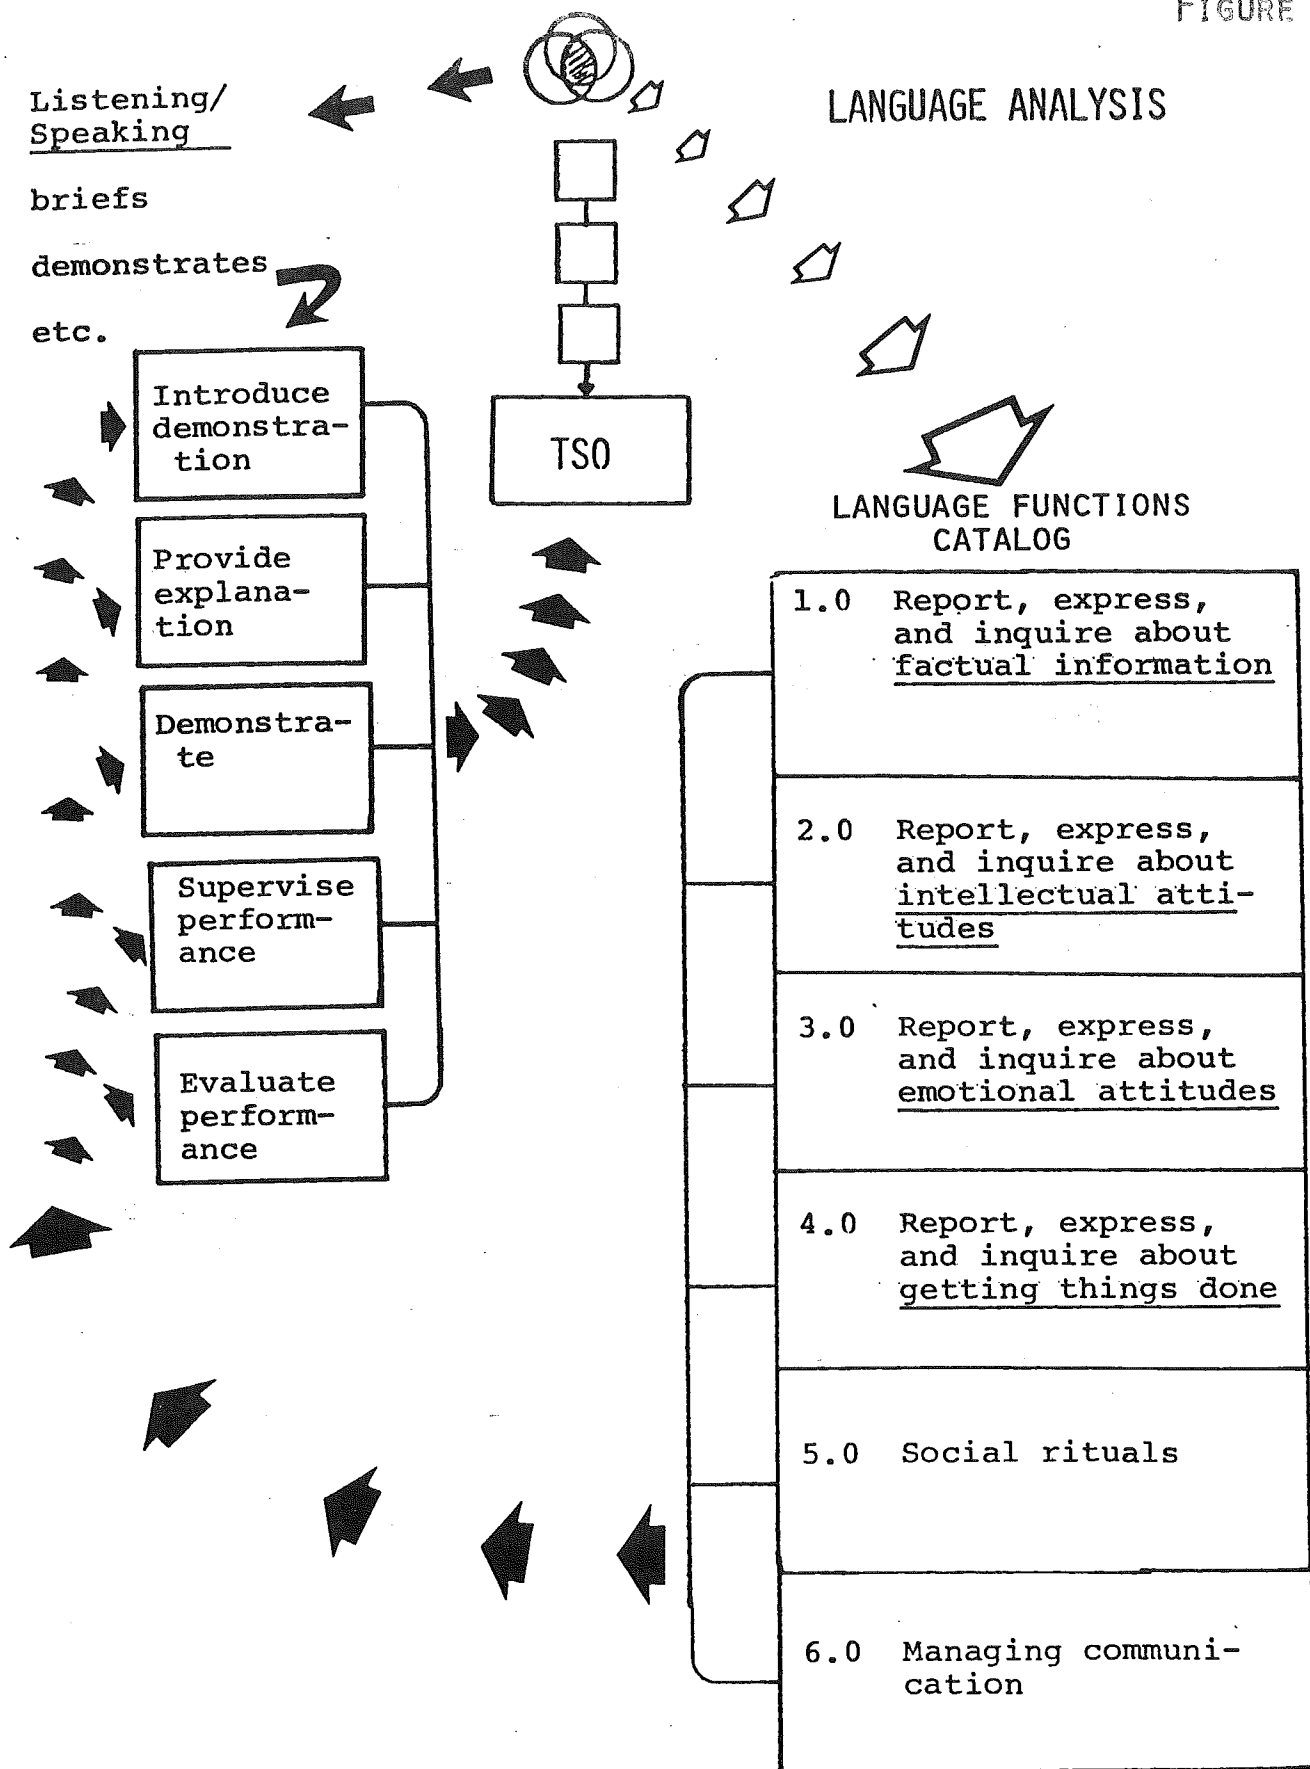 FIGURE
LANGUAGE ANALYSIS
Listening/
Speaking
briefs
demonstrates
etc.
Introduce
demonstra-
tion
Provide
explana-
tion
Demonstra-
te
Supervise
perform-
ance
Evaluate
perform-
ance
TSO
LANGUAGE FUNCTIONS
CATALOG
1.0 Report, express,
and inquire about
factual information
2.0 Report, express,
and inquire about
intellectual atti-
tudes
3.0 Report, express,
and inquire about
emotional attitudes
4.0 Report, express,
and inquire about
getting things done
5.0 Social rituals
6.0 Managing communi-
cation